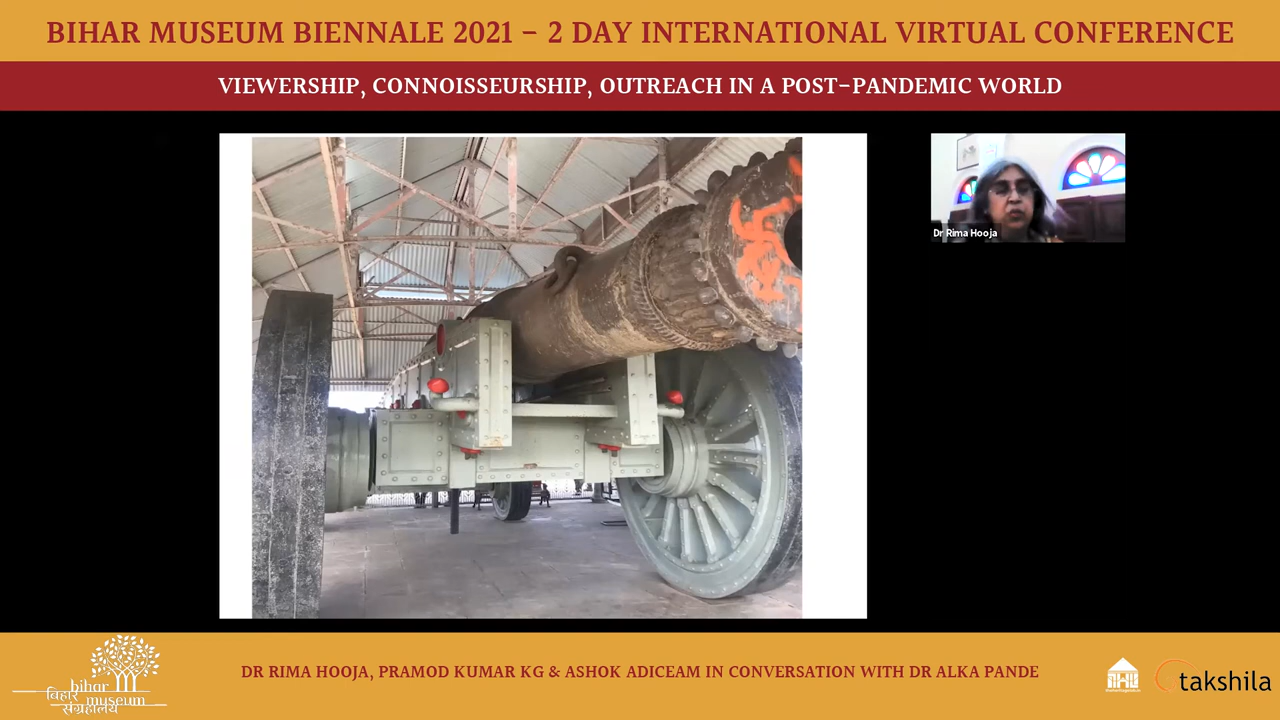 BIHAR MUSEUM BIENNALE 2021 – 2 DAY INTERNATIONAL VIRTUAL CONFERENCE
VIEWERSHIP, CONNOISSEURSHIP, OUTREACH IN A POST–PANDEMIC WORLD
Dr Rima Hooja
DR RIMA HOOJA, PRAMOD KUMAR KG & ASHOK ADICEAM IN CONVERSATION WITH DR ALKA PANDE
bihar
बिहार museum
संग्रहालय
takshila